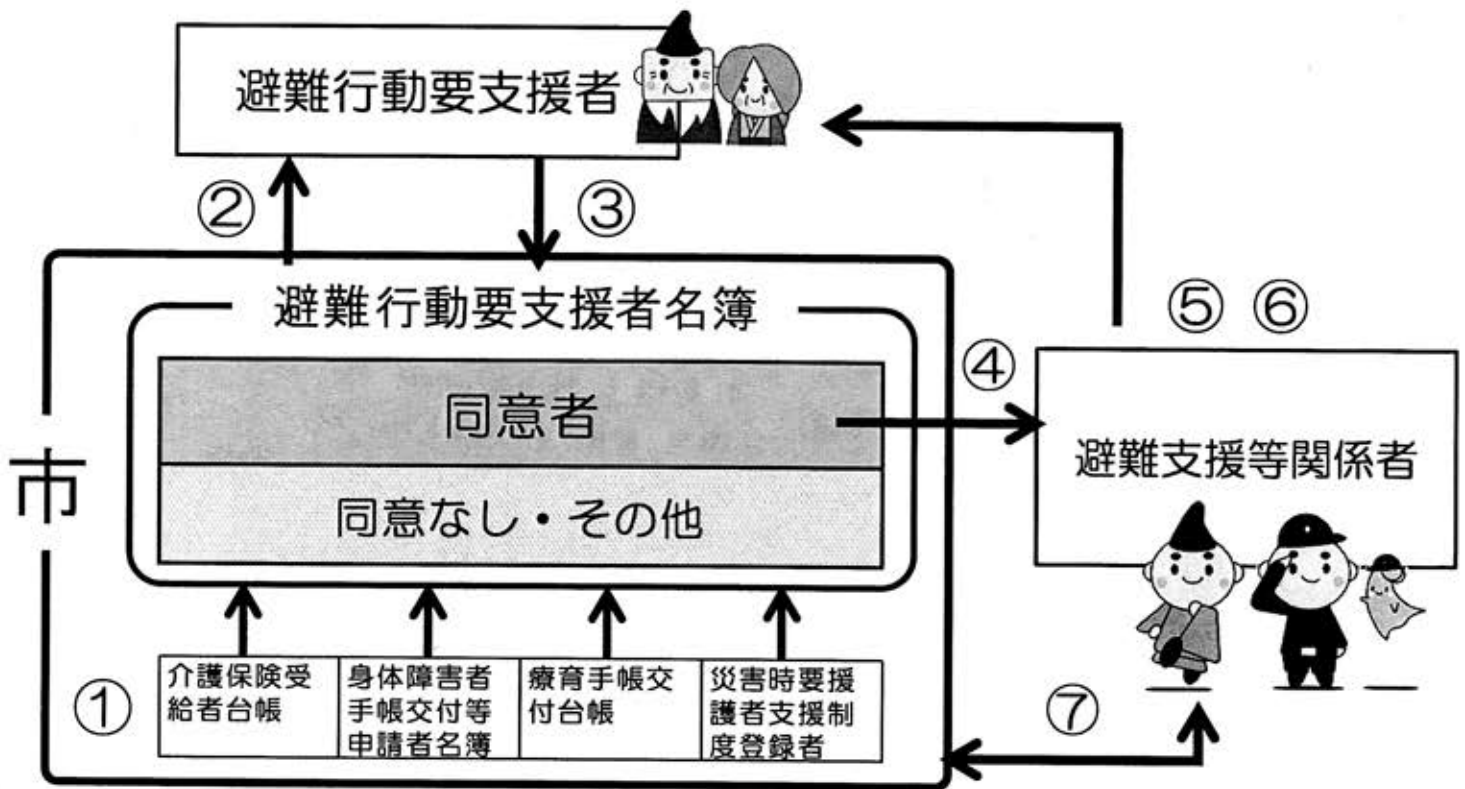 避難行動要支援者
②
③
避難行動要支援者名簿
⑤ ⑥
④
同意者
避難支援等関係者
市
同意なし・その他
①
介護保険受
給者台帳
身体障害者
手帳交付等
申請者名簿
療育手帳交
付台帳
災害時要援
護者支援制
度登録者
⑦